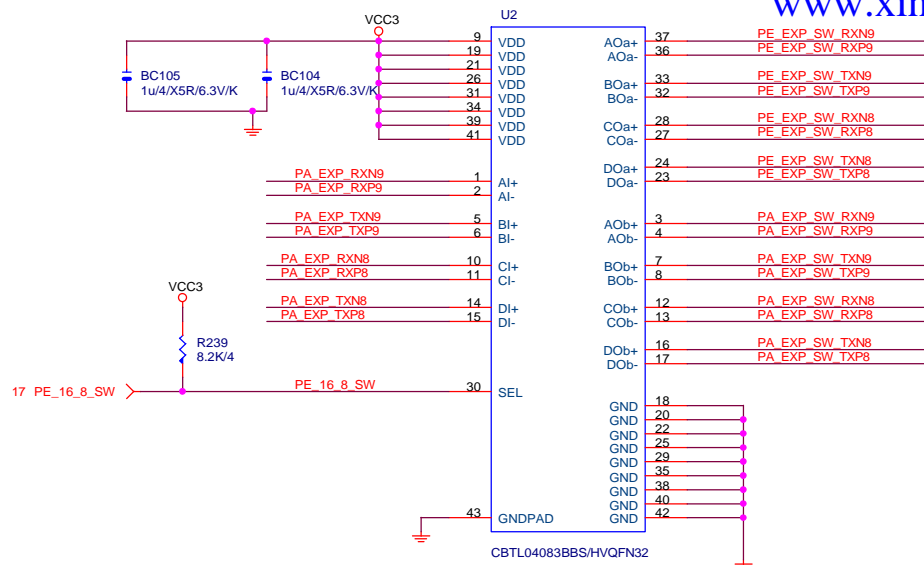 www.xin
U2
VCC3
BC105
1u/4/X5R/6.3V/K
BC104
1u/4/X5R/6.3V/K
9 VDD
19 VDD
21 VDD
26 VDD
31 VDD
34 VDD
39 VDD
41 VDD
PA_EXP_RXN9 1 AI+
PA_EXP_RXP9 2 AI-
PA_EXP_TXN9 5 BI+
PA_EXP_TXP9 6 BI-
PA_EXP_RXN8 10 CI+
PA_EXP_RXP8 11 CI-
PA_EXP_TXN8 14 DI+
PA_EXP_TXP8 15 DI-
VCC3
R239
8.2K/4
17 PE_16_8_SW PE_16_8_SW 30 SEL
43 GNDPAD
AOa+ 37 PE_EXP_SW_RXN9
AOa- 36 PE_EXP_SW_RXP9
BOa+ 33 PE_EXP_SW_TXN9
BOa- 32 PE_EXP_SW_TXP9
COa+ 28 PE_EXP_SW_RXN8
COa- 27 PE_EXP_SW_RXP8
DOa+ 24 PE_EXP_SW_TXN8
DOa- 23 PE_EXP_SW_TXP8
AOb+ 3 PA_EXP_SW_RXN9
AOb- 4 PA_EXP_SW_RXP9
BOb+ 7 PA_EXP_SW_TXN9
BOb- 8 PA_EXP_SW_TXP9
COb+ 12 PA_EXP_SW_RXN8
COb- 13 PA_EXP_SW_RXP8
DOb+ 16 PA_EXP_SW_TXN8
DOb- 17 PA_EXP_SW_TXP8
GND 18
GND 20
GND 22
GND 25
GND 29
GND 35
GND 38
GND 40
GND 42
CBTL04083BBS/HVQFN32